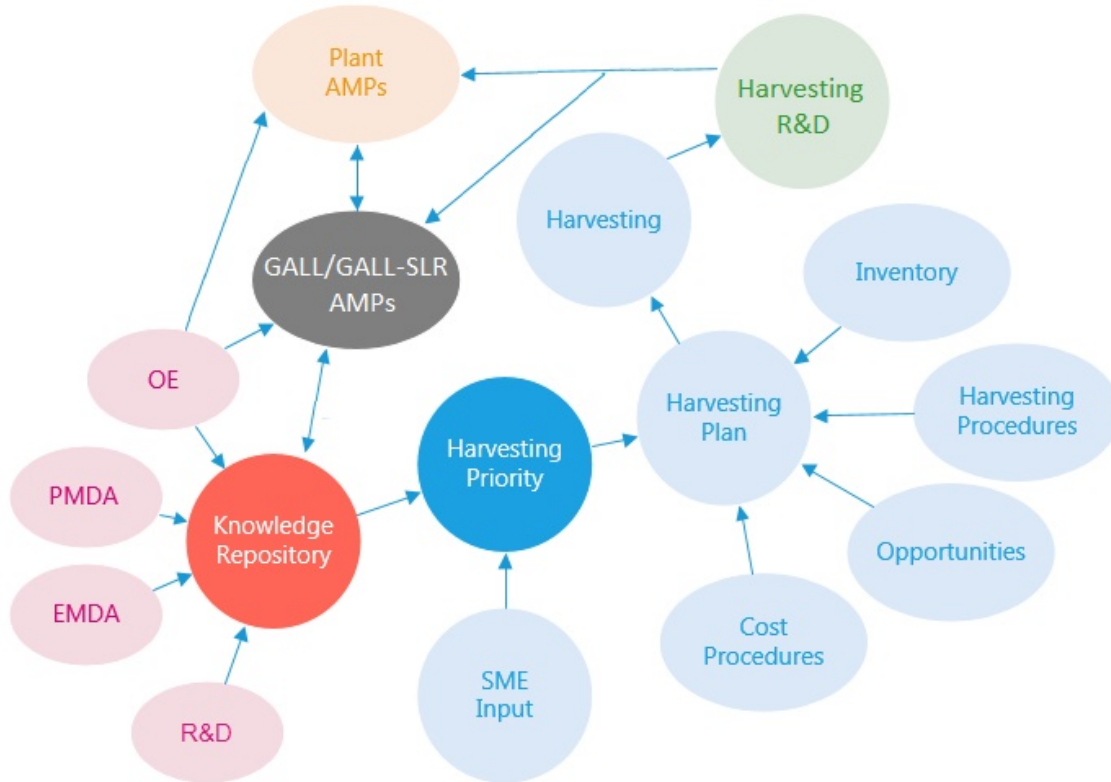 Plant
AMPs
Harvesting
R&D
Harvesting
GALL/GALL-SLR
AMPs
Inventory
OE
Harvesting
Plan
Harvesting
Procedures
Harvesting
Priority
PMDA
Knowledge
Repository
Opportunities
EMDA
Cost
Procedures
SME
Input
R&D